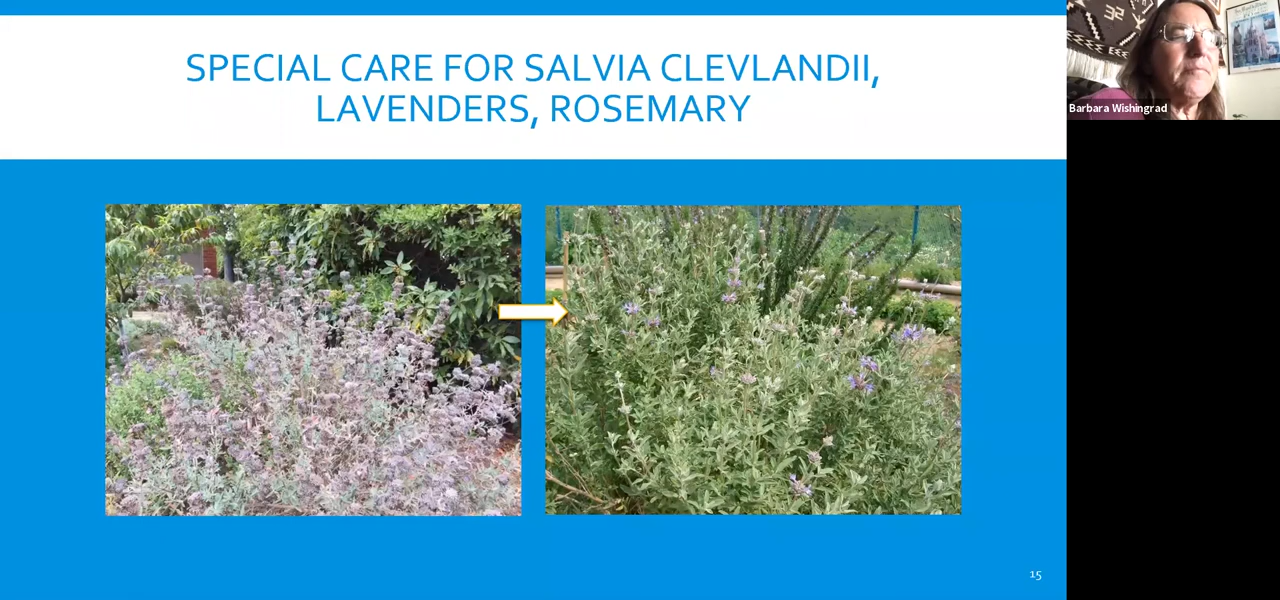 SPECIAL CARE FOR SALVIA CLEVLANDII,
LAVENDERS, ROSEMARY
Barbara Wishingrad
15